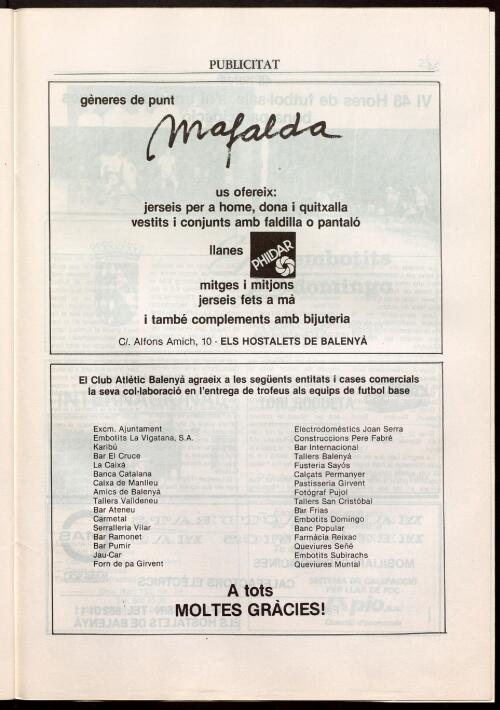 PUBLICITAT
gèneres de punt
Mafalda
us ofereix:
jerseis per a home, dona i quitxalla
vestits i conjunts amb faldilla o pantaló
llanes PHILDAR
mitges i mitjons
jerseis fets a mà
i també complements amb bijuteria
C/. Alfons Amich, 10 - ELS HOSTALETS DE BALENYÀ
El Club Atlétic Balenyà agraeix a les següents entitats i cases comercials
la seva col·laboració en l'entrega de trofeus als equips de futbol base
Excm. Ajuntament
Embotits La Vigatana, S.A.
Karibú
Bar El Cruce
La Caixa
Banca Catalana
Caixa de Manlleu
Amics de Balenyà
Tallers Valldeneu
Bar Ateneu
Carmetal
Serralleria Vilar
Bar Ramonet
Bar Pumir
Jau-Car
Forn de pa Girvent
Electrodomèstics Joan Serra
Construccions Pere Fabrè
Bar Internacional
Tallers Balenyà
Fusteria Sayós
Calçats Permanyer
Pastisseria Girvent
Fotógraf Pujol
Tallers San Cristóbal
Bar Frias
Embotits Domingo
Banc Popular
Farmàcia Reixac
Queviures Señé
Embotits Subirachs
Queviures Muntal
A tots
MOLTES GRÀCIES!